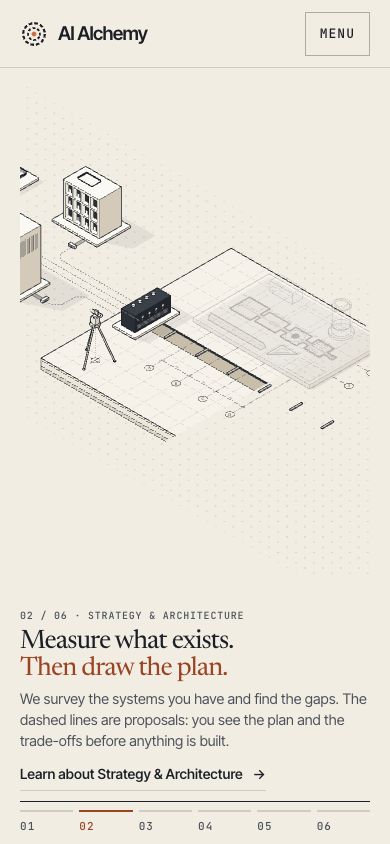 AI Alchemy
MENU
02 / 06 · STRATEGY & ARCHITECTURE
Measure what exists.
Then draw the plan.
We survey the systems you have and find the gaps. The
dashed lines are proposals: you see the plan and the
trade-offs before anything is built.
Learn about Strategy & Architecture →
01 02 03 04 05 06